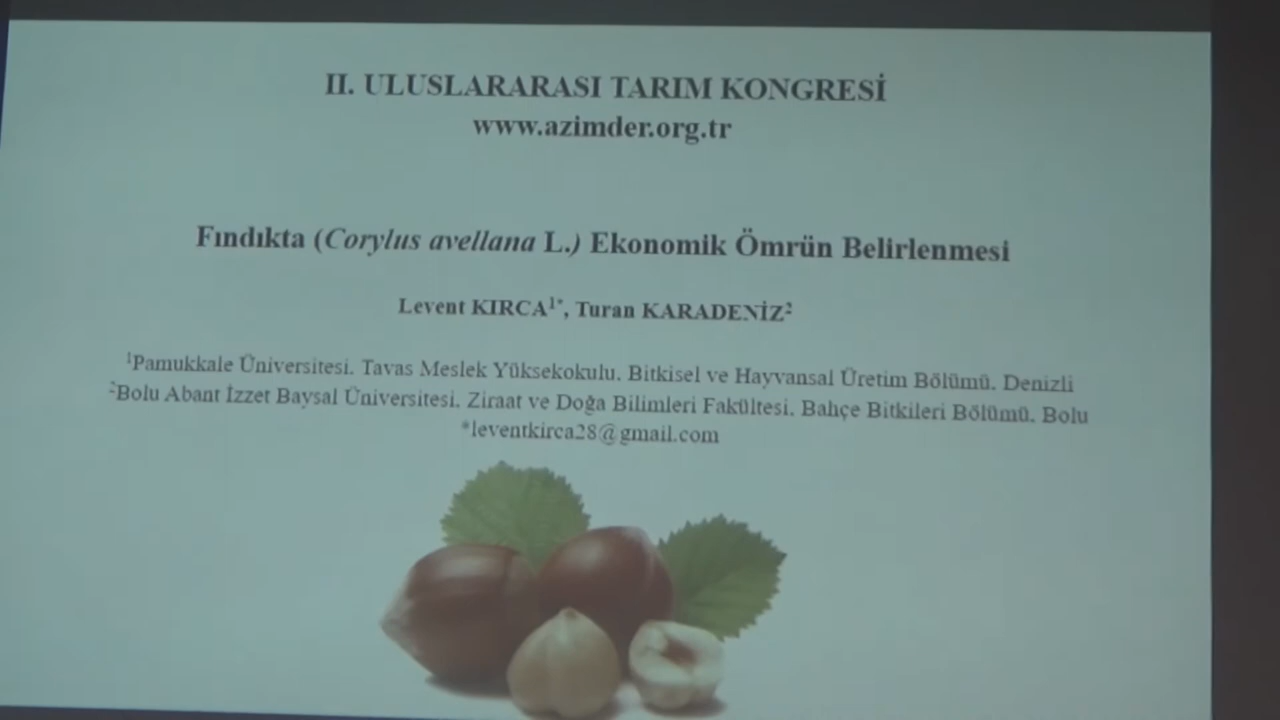 II. ULUSLARARASI TARIM KONGRESİ
www.azimder.org.tr
Fındıkta (Corylus avellana L.) Ekonomik Ömrün Belirlenmesi
Levent KIRCA¹*, Turan KARADENİZ²
¹Pamukkale Üniversitesi. Tavas Meslek Yüksekokulu. Bitkisel ve Hayvansal Üretim Bölümü. Denizli
²Bolu Abant İzzet Baysal Üniversitesi. Ziraat ve Doğa Bilimleri Fakültesi. Bahçe Bitkileri Bölümü. Bolu
*leventkirca28@gmail.com